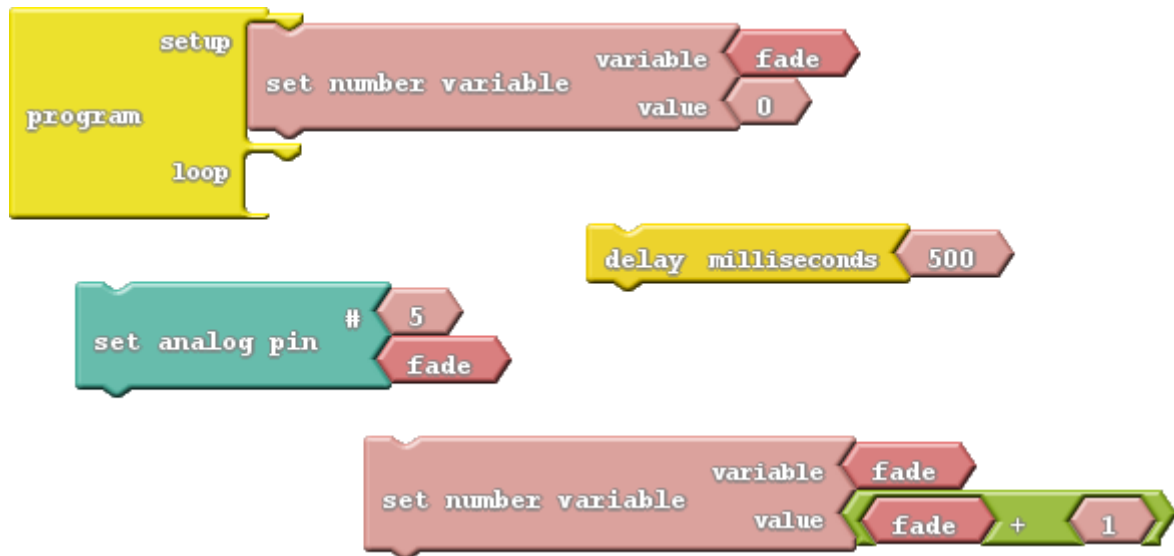 setup
set number variable
variable fade
value 0
program
loop
delay milliseconds 500
set analog pin
# 5
fade
set number variable
variable fade
value fade + 1